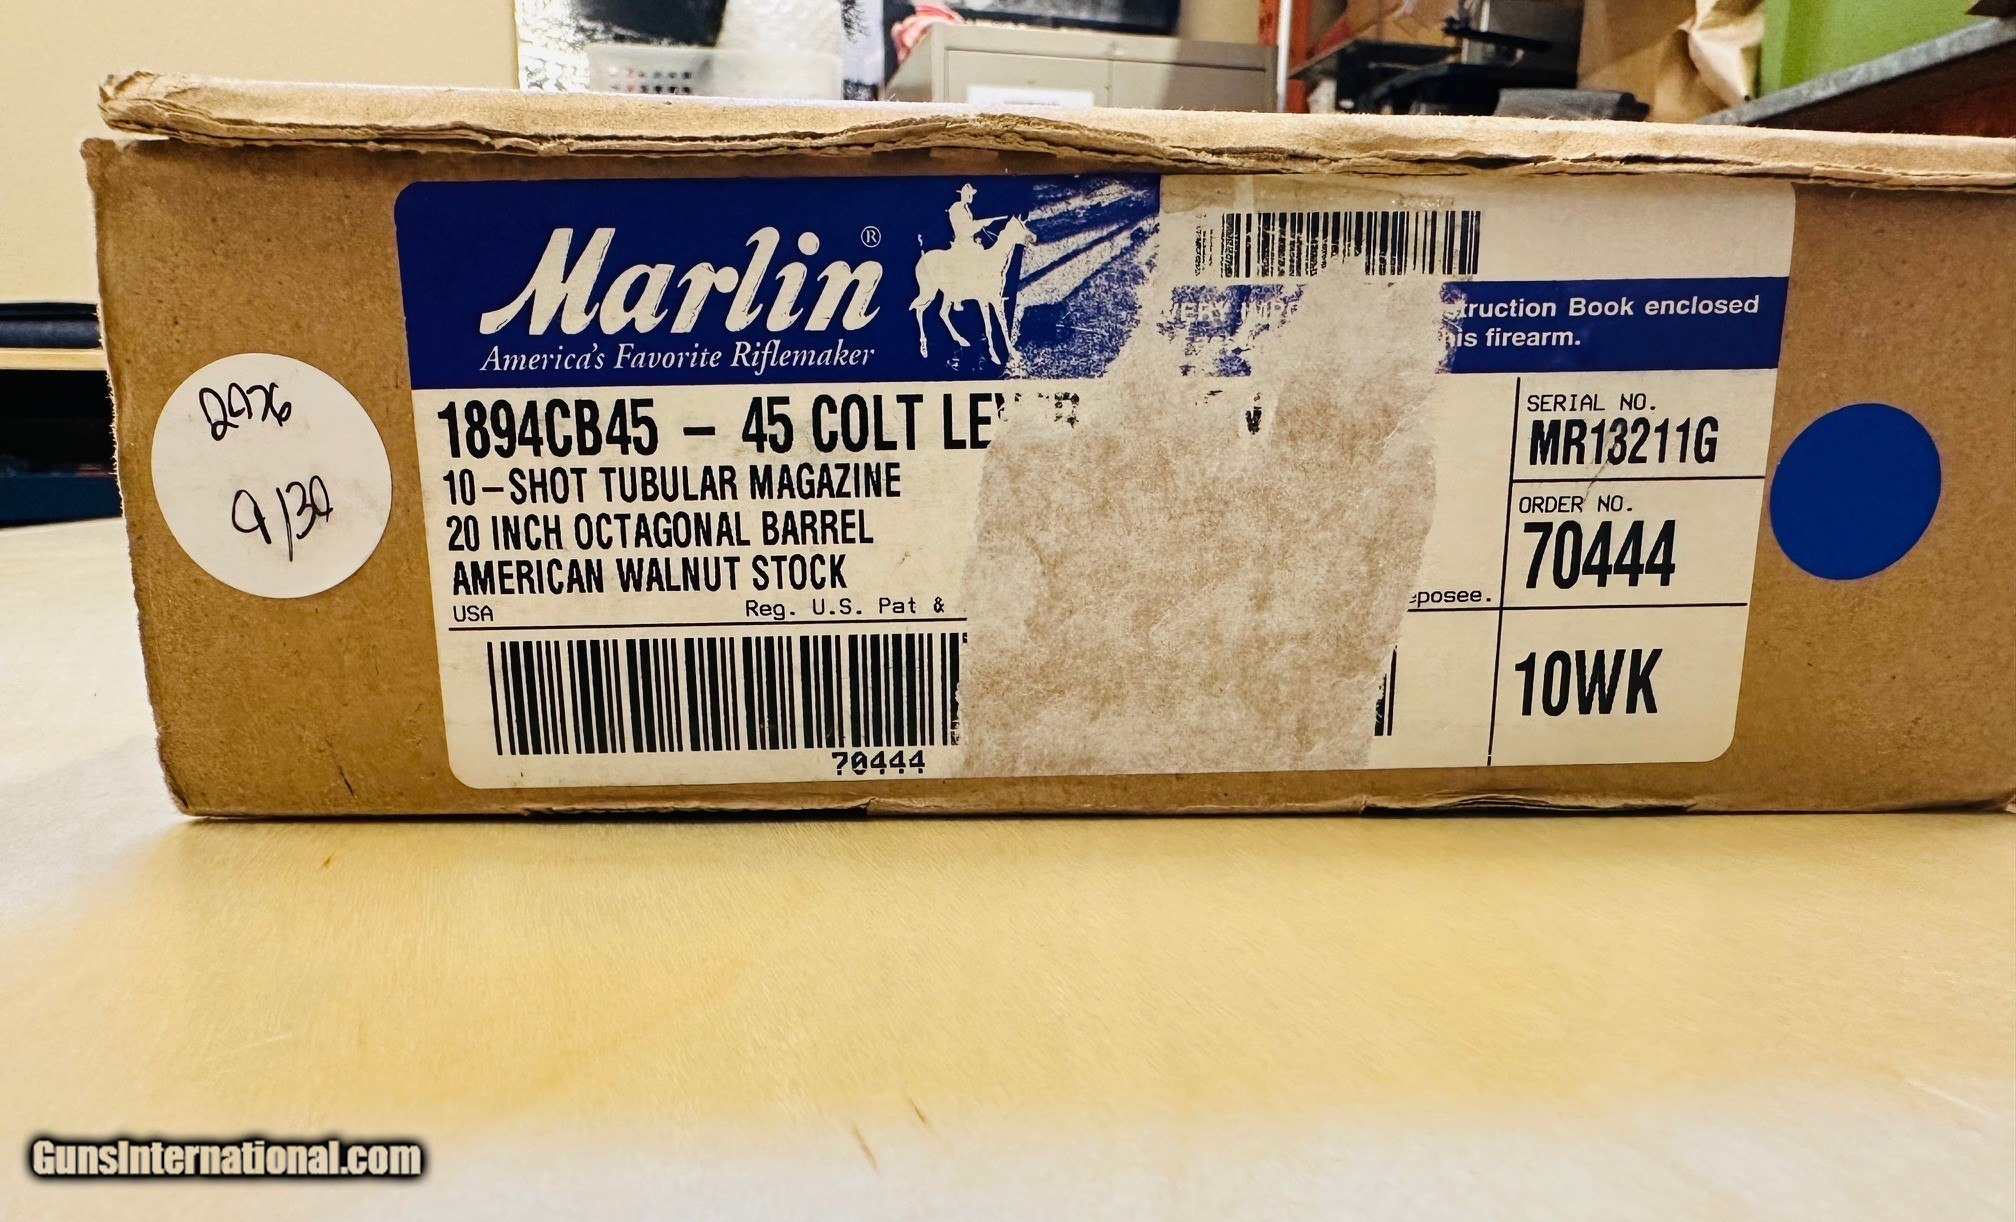 Marlin®
America's Favorite Riflemaker
VERY struction Book enclosed
his firearm.
1894CB45 – 45 COLT LE
10–SHOT TUBULAR MAGAZINE
20 INCH OCTAGONAL BARREL
AMERICAN WALNUT STOCK
USA Reg. U.S. Pat & eposee.
70444
SERIAL NO.
MR13211G
ORDER NO.
70444
10WK
9/30
GunsInternational.com